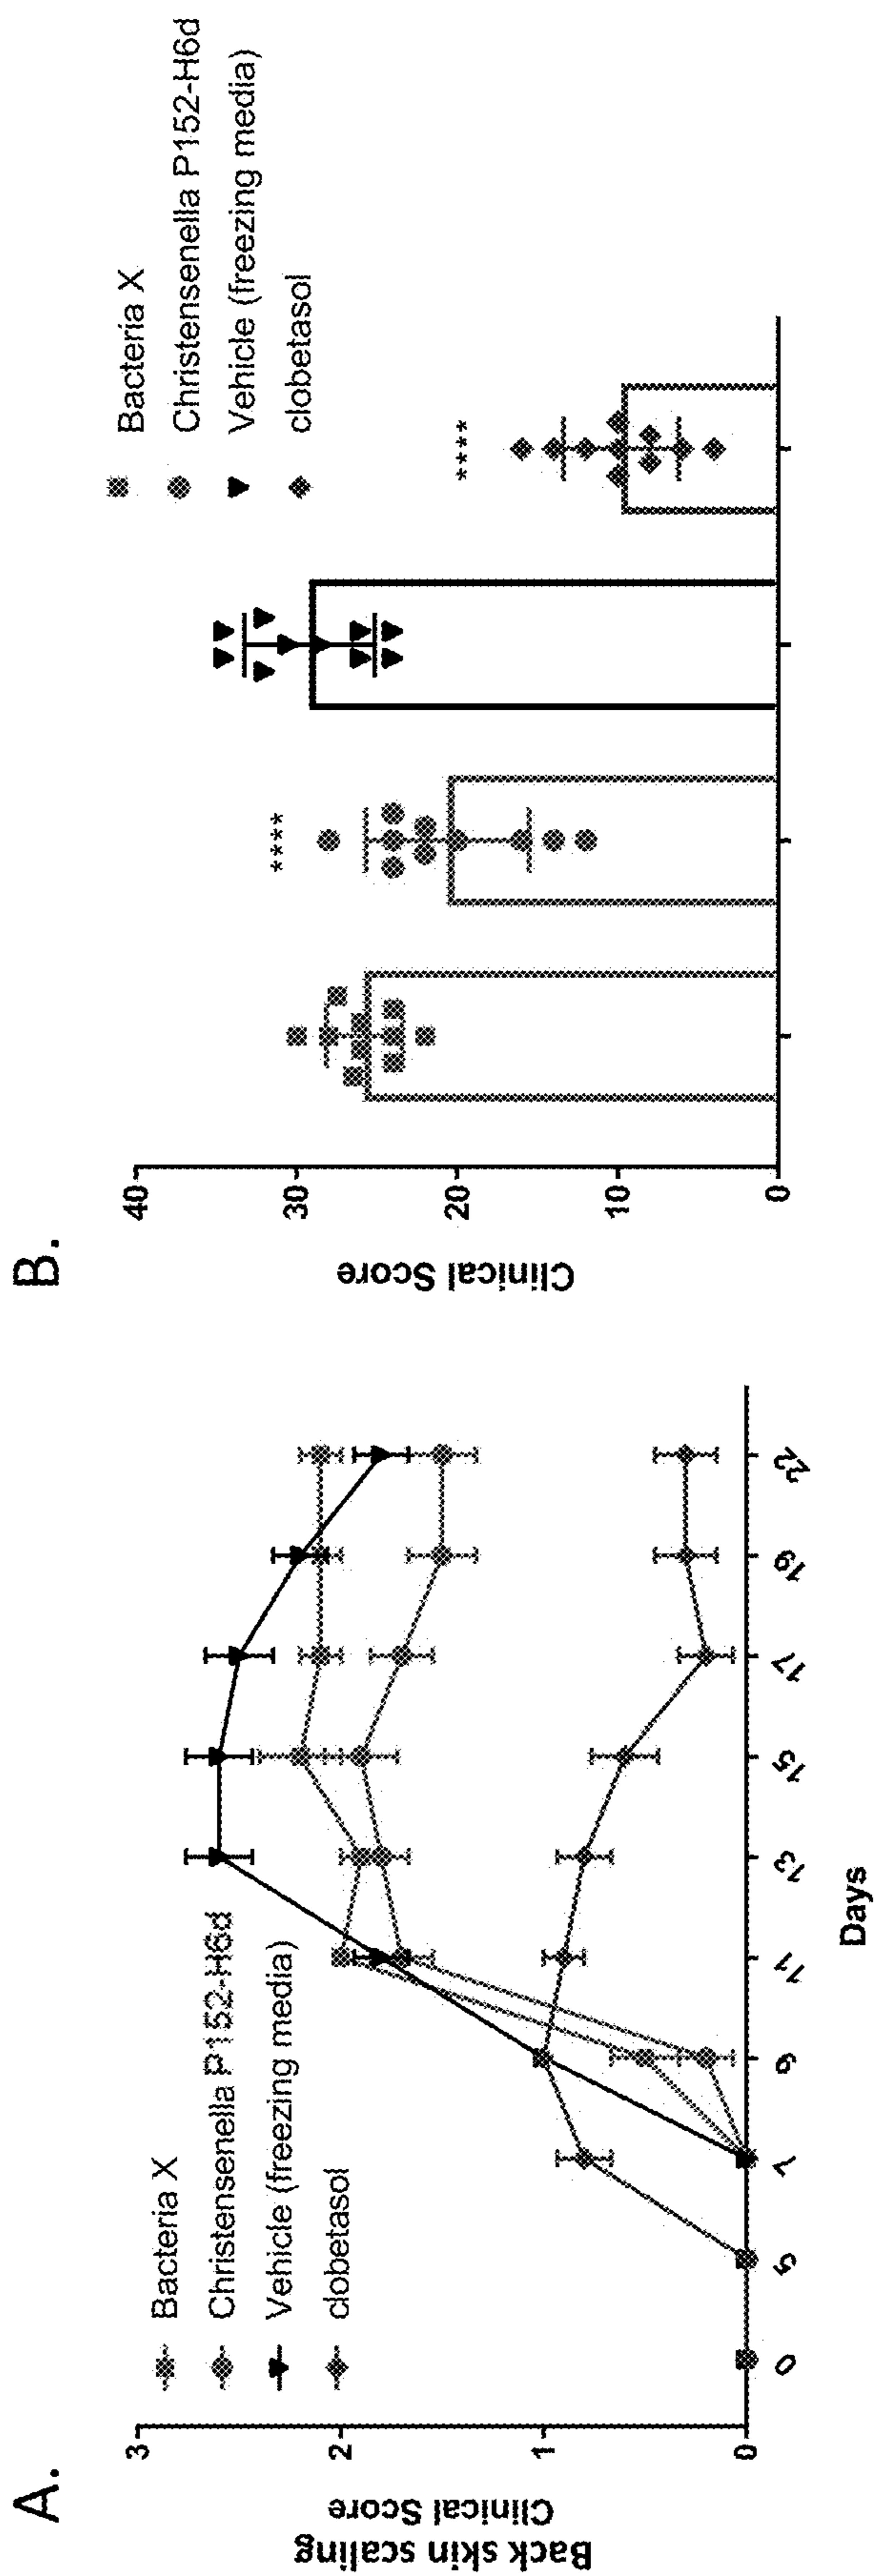 A.
Back skin scaling
Clinical Score
3
2
1
0
Bacteria X
Christensenella P152-H6d
Vehicle (freezing media)
clobetasol
0 5 7 9 11 13 15 17 19 22
Days
B.
Clinical Score
40
30
20
10
0
****
****
Bacteria X
Christensenella P152-H6d
Vehicle (freezing media)
clobetasol